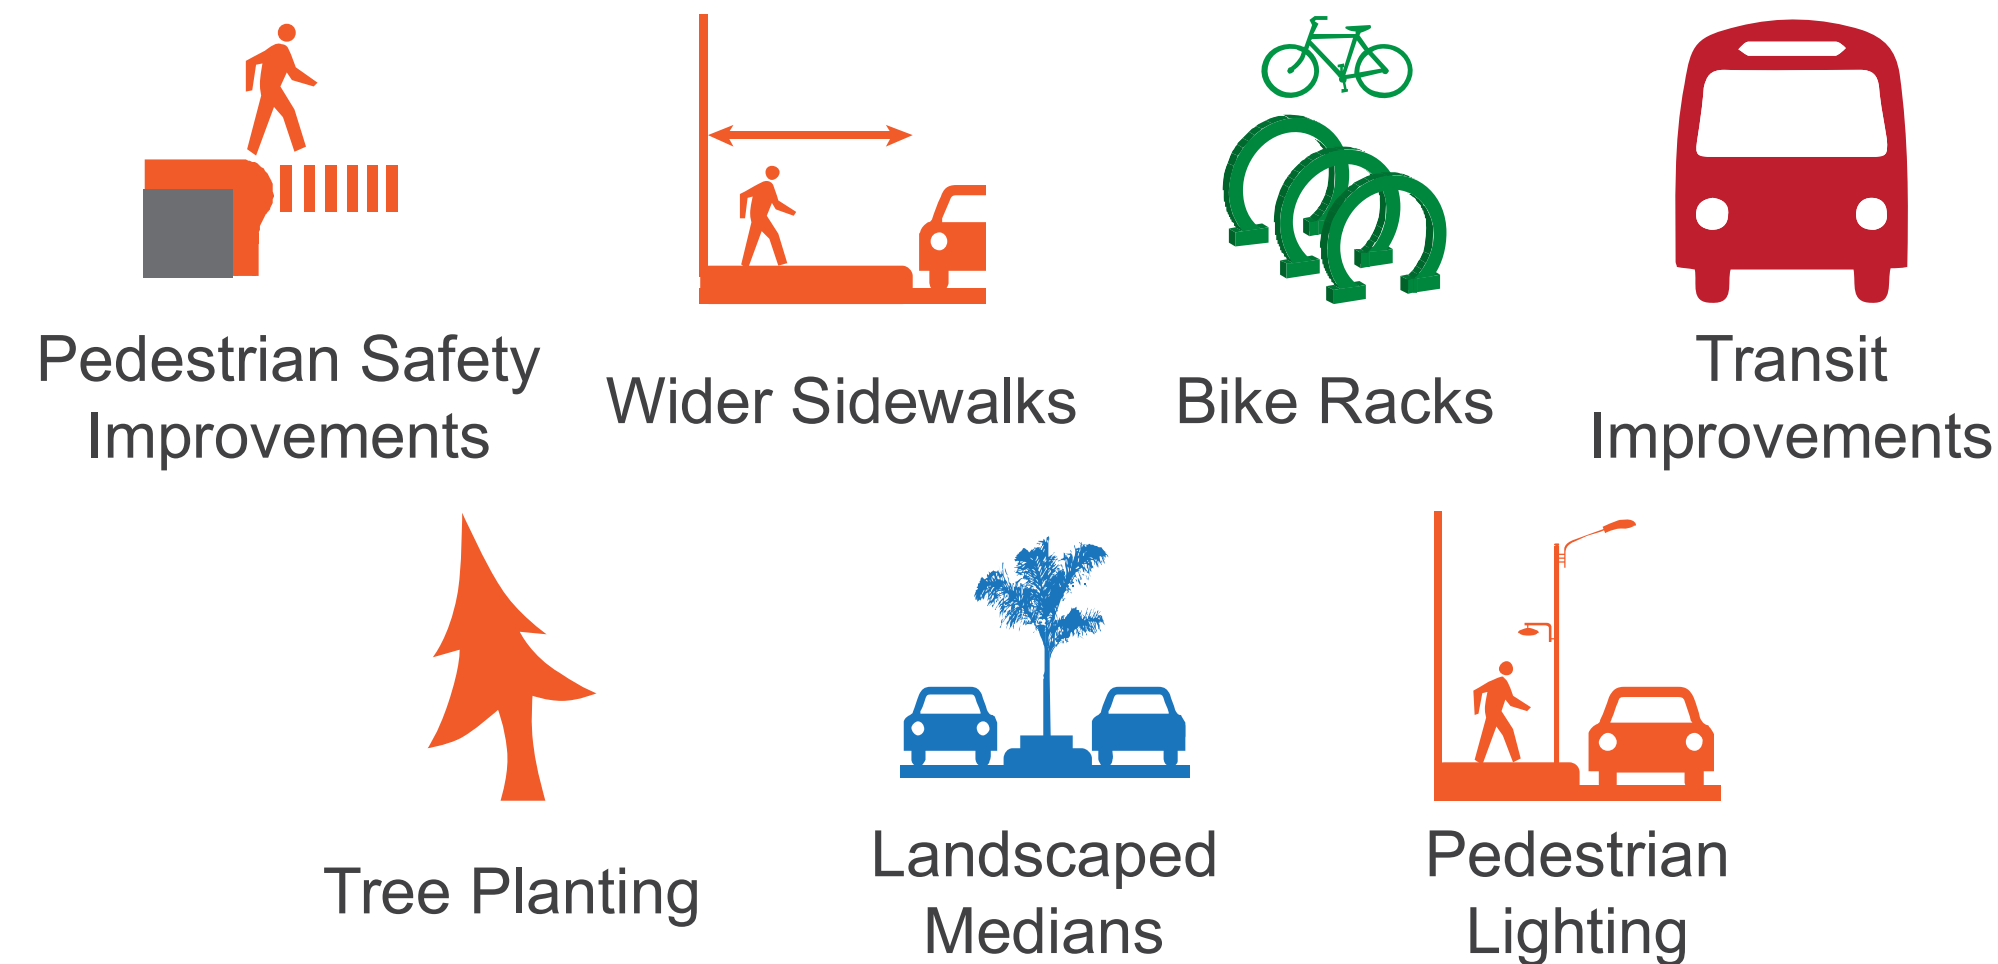 Pedestrian Safety
Improvements
Wider Sidewalks
Bike Racks
Transit
Improvements
Tree Planting
Landscaped
Medians
Pedestrian
Lighting